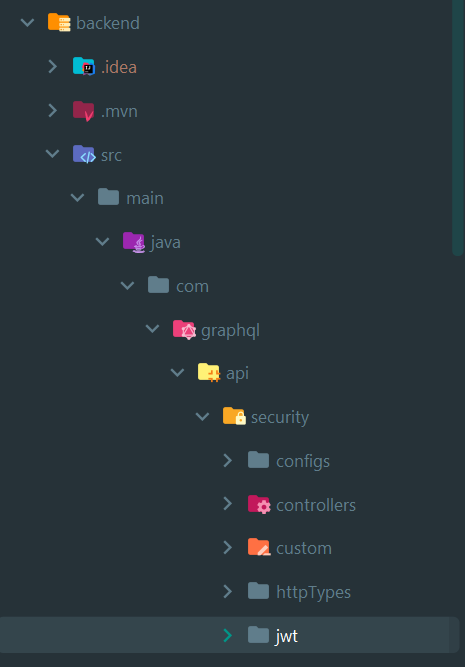 backend
.idea
.mvn
src
main
java
com
graphql
api
security
configs
controllers
custom
httpTypes
jwt